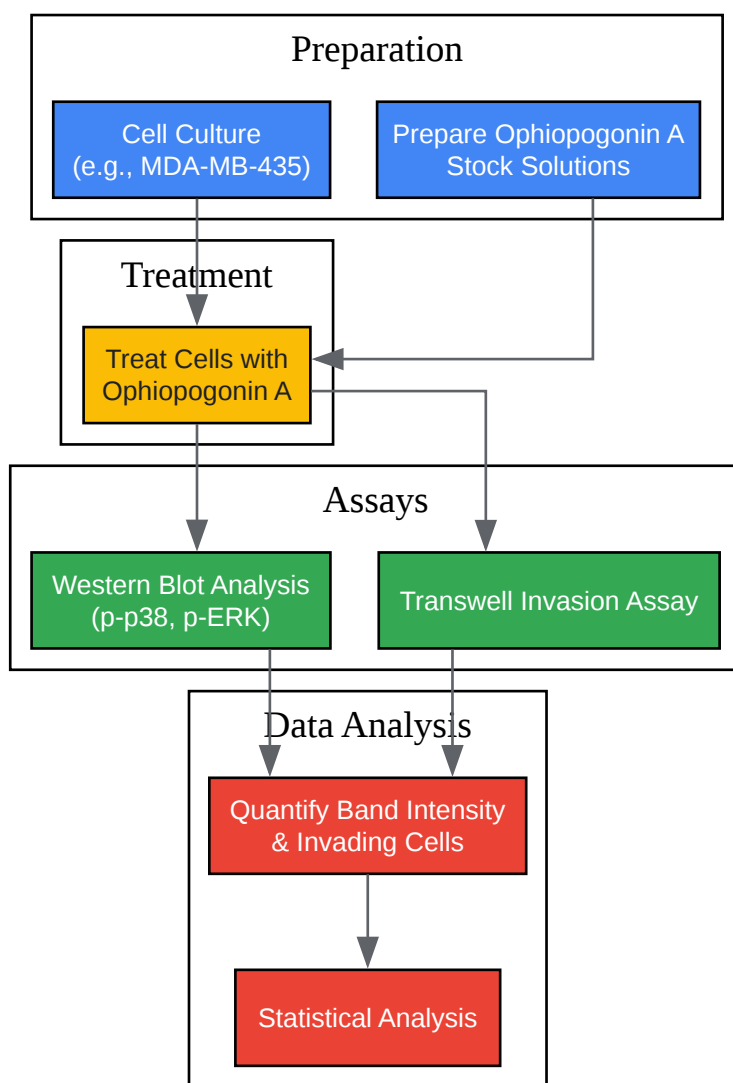 Preparation
Cell Culture
(e.g., MDA-MB-435)
Prepare Ophiopogonin A
Stock Solutions
Treatment
Treat Cells with
Ophiopogonin A
Assays
Western Blot Analysis
(p-p38, p-ERK)
Transwell Invasion Assay
Data Analysis
Quantify Band Intensity
& Invading Cells
Statistical Analysis